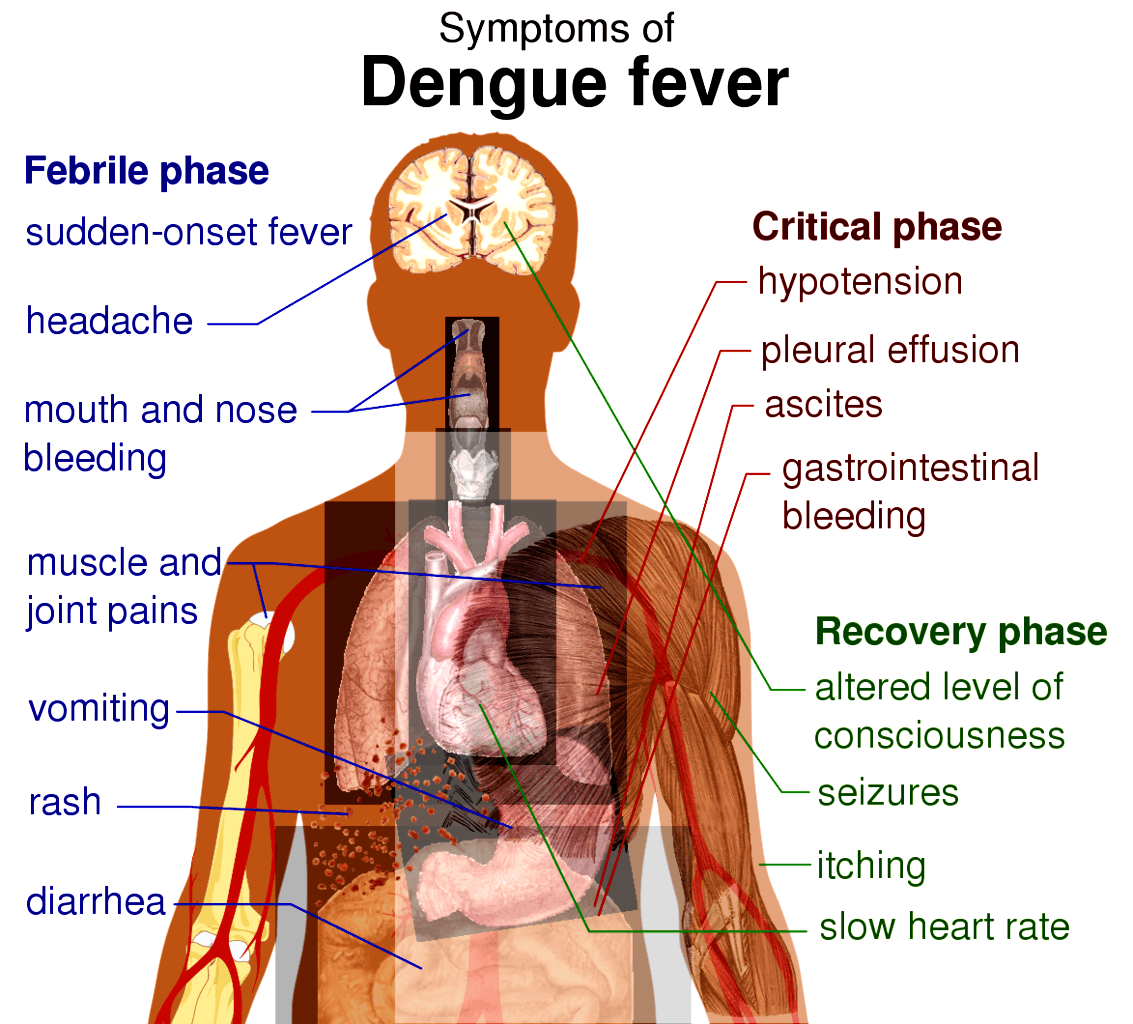 Symptoms of
Dengue fever
Febrile phase
sudden-onset fever
headache
mouth and nose
bleeding
muscle and
joint pains
vomiting
rash
diarrhea
Critical phase
hypotension
pleural effusion
ascites
gastrointestinal
bleeding
Recovery phase
altered level of
consciousness
seizures
itching
slow heart rate